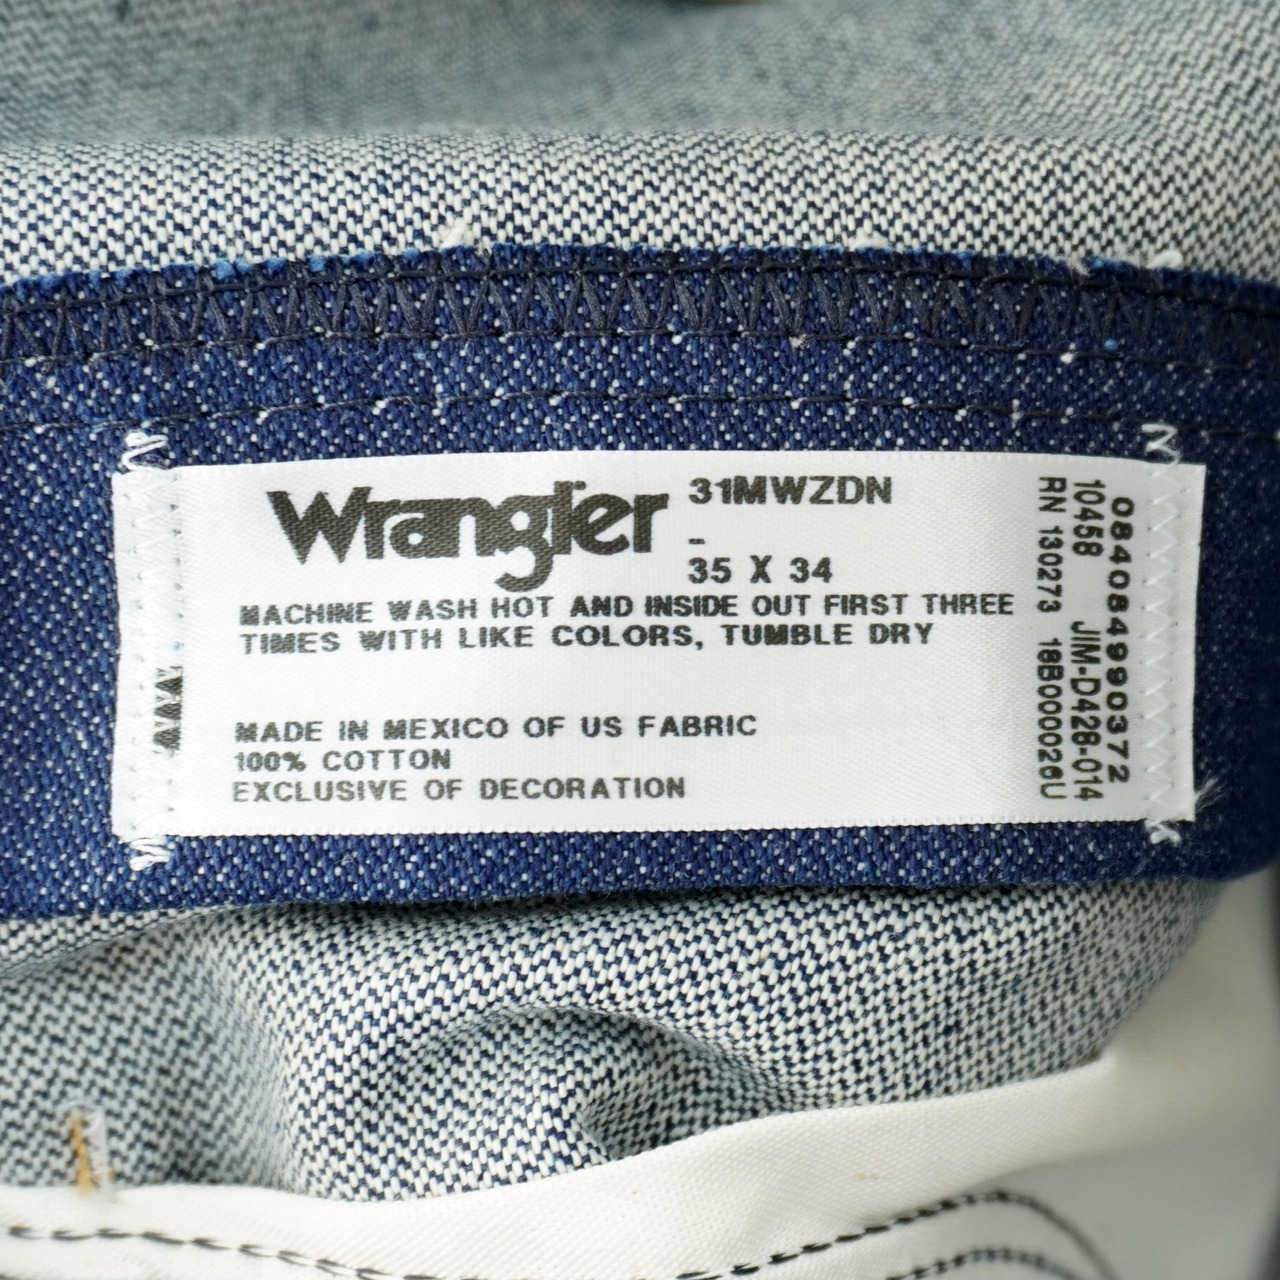 Wrangler
31MWZDN
-
35 X 34
MACHINE WASH HOT AND INSIDE OUT FIRST THREE
TIMES WITH LIKE COLORS, TUMBLE DRY
MADE IN MEXICO OF US FABRIC
100% COTTON
EXCLUSIVE OF DECORATION
084084990372
10458 JIM-D428-014
RN 130273 18B000026U